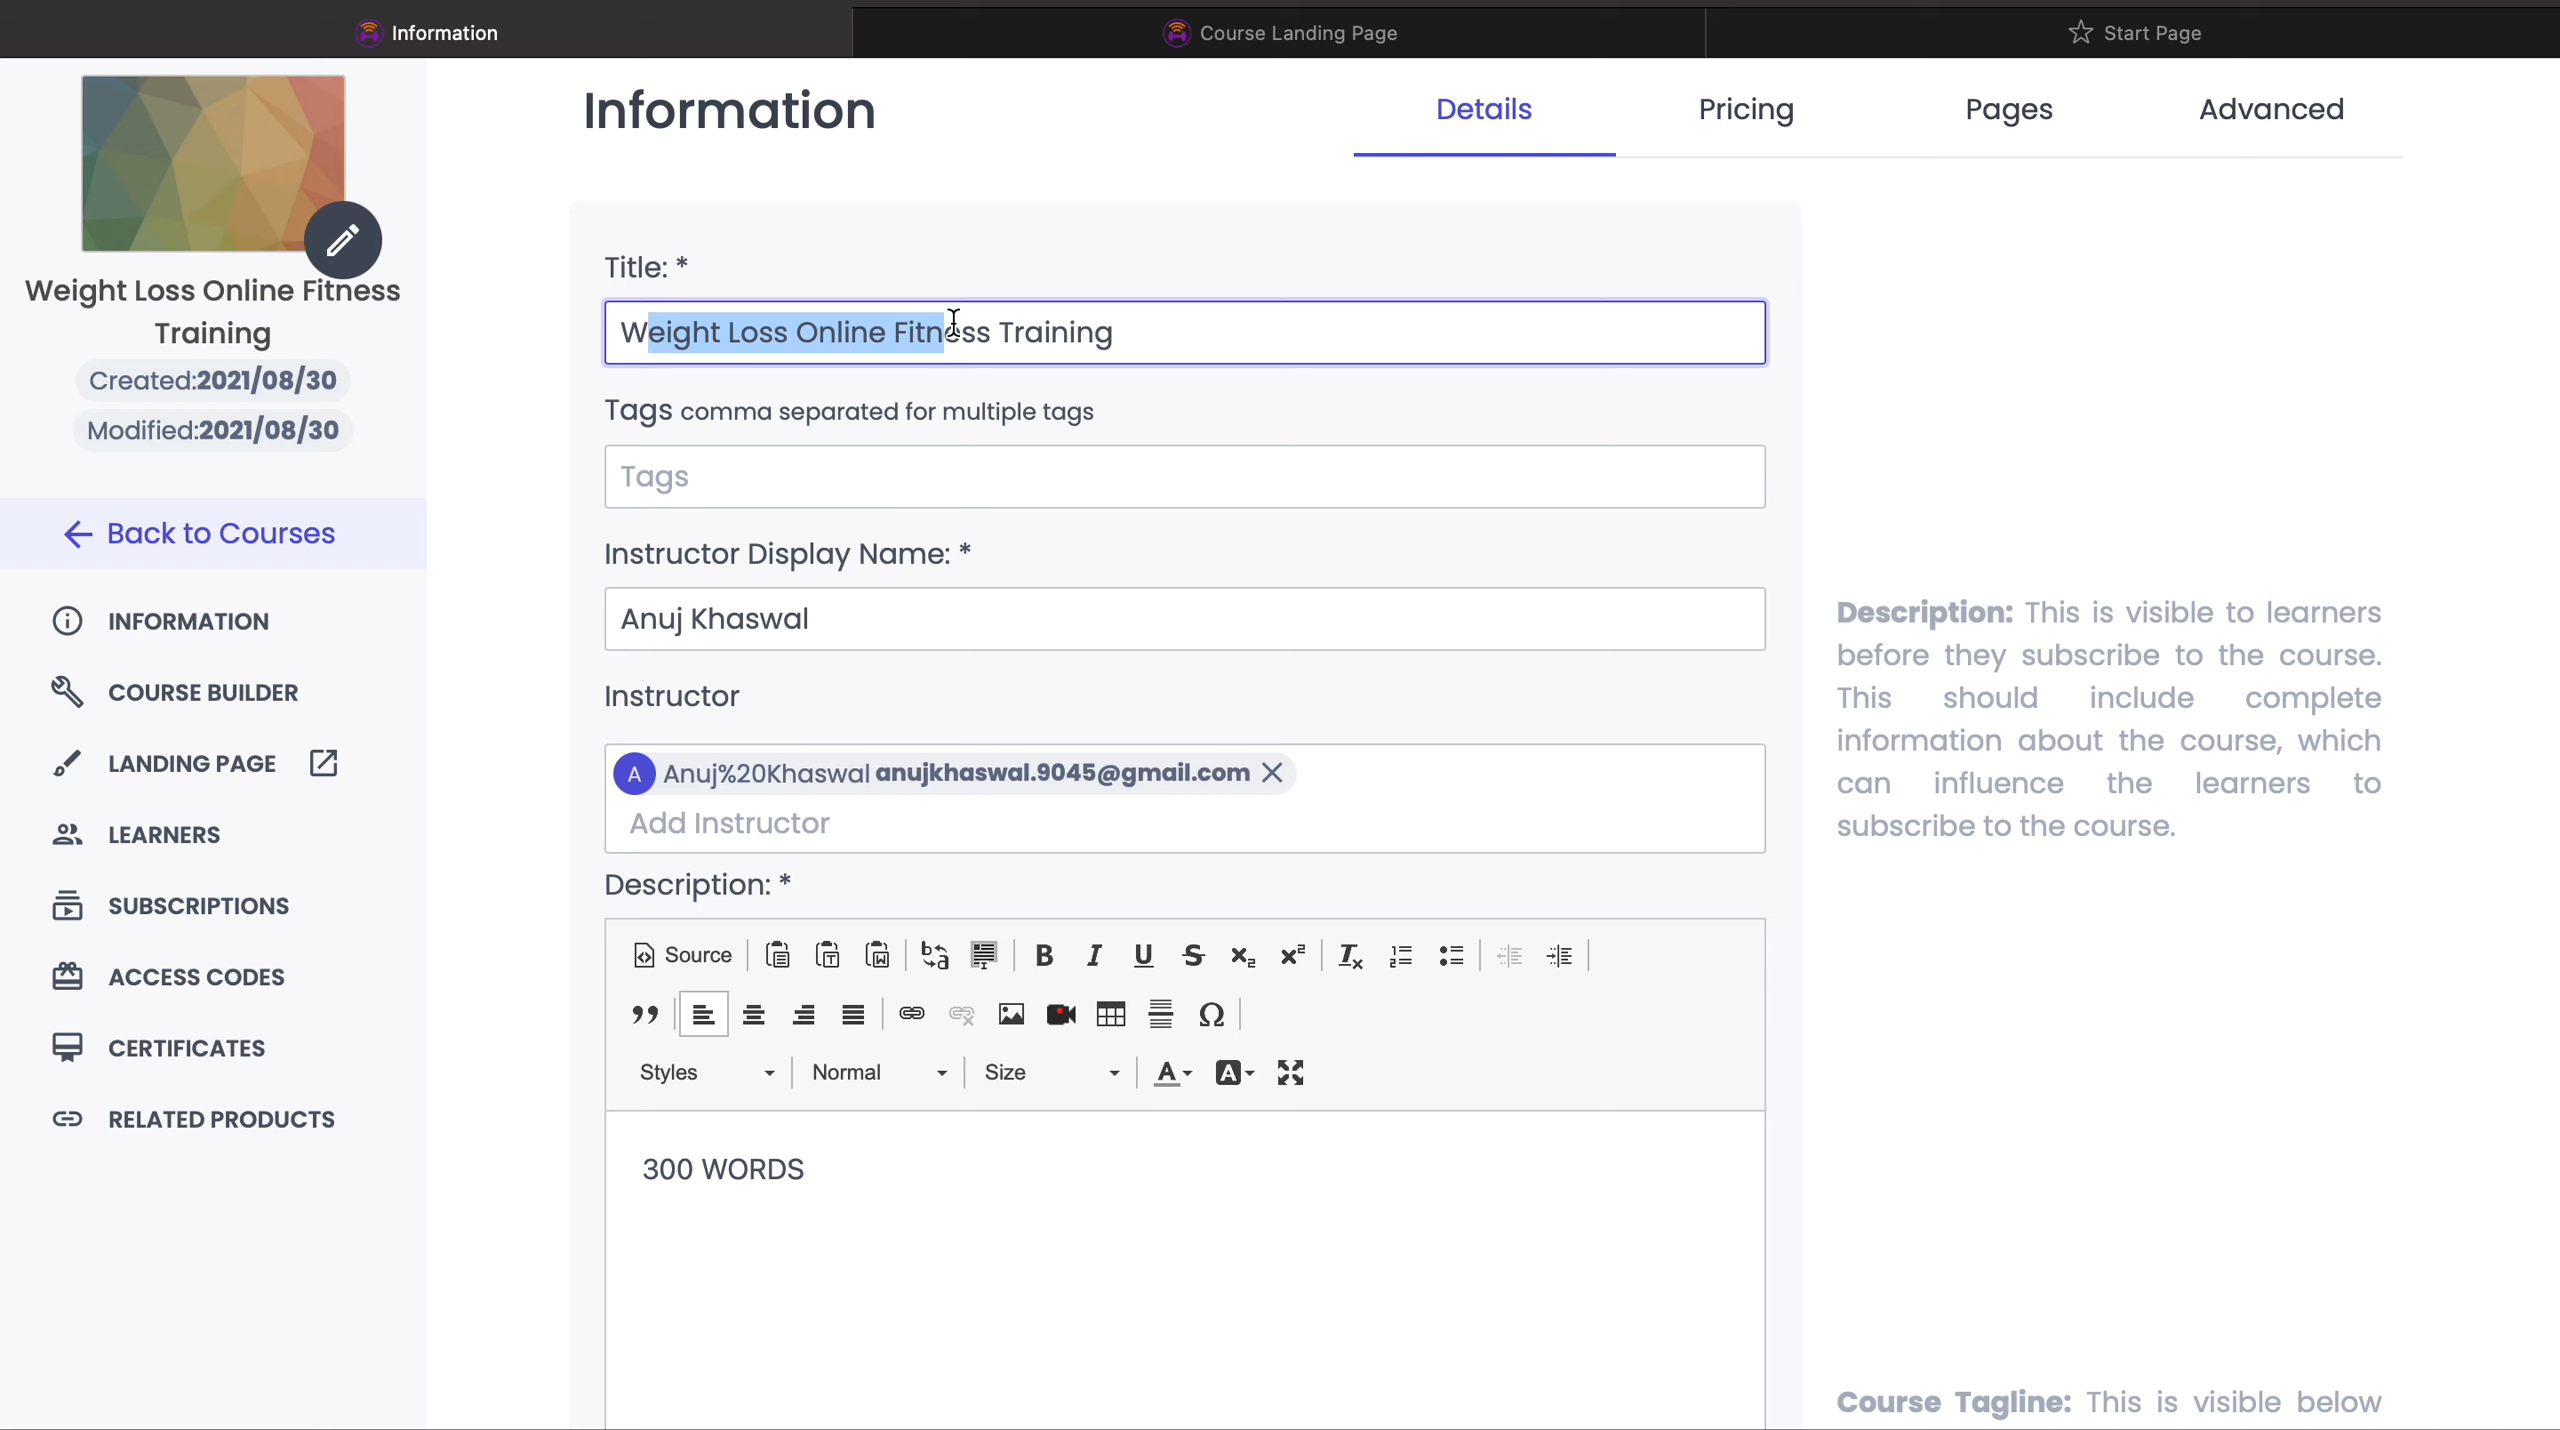 Information
Course Landing Page
Start Page
Weight Loss Online Fitness
Training
Created:2021/08/30
Modified:2021/08/30
Back to Courses
INFORMATION
COURSE BUILDER
LANDING PAGE
LEARNERS
SUBSCRIPTIONS
ACCESS CODES
CERTIFICATES
RELATED PRODUCTS
Information
Details
Pricing
Pages
Advanced
Title: *
Weight Loss Online Fitness Training
Tags comma separated for multiple tags
Tags
Instructor Display Name: *
Anuj Khaswal
Instructor
A Anuj%20Khaswal anujkhaswal.9045@gmail.com
Add Instructor
Description: *
Source
Styles Normal Size
300 WORDS
Description: This is visible to learners
before they subscribe to the course.
This should include complete
information about the course, which
can influence the learners to
subscribe to the course.
Course Tagline: This is visible below